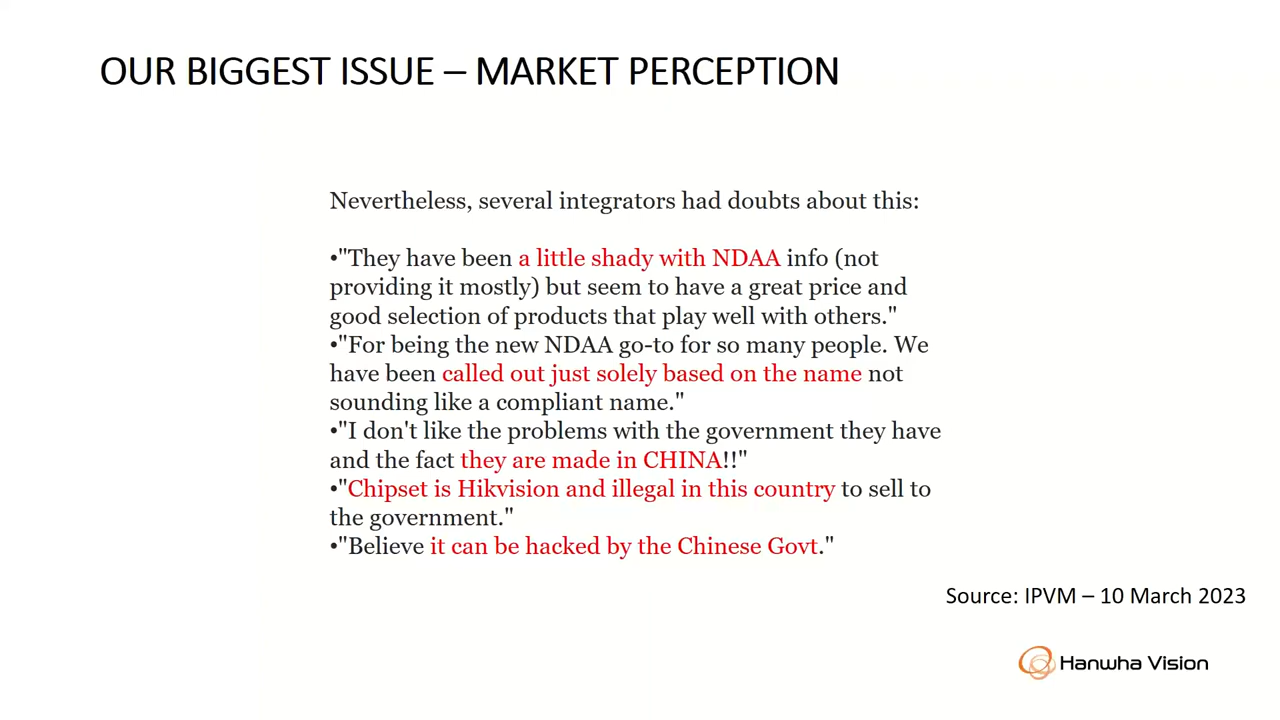 OUR BIGGEST ISSUE – MARKET PERCEPTION
Nevertheless, several integrators had doubts about this:
•"They have been a little shady with NDAA info (not
providing it mostly) but seem to have a great price and
good selection of products that play well with others."
•"For being the new NDAA go-to for so many people. We
have been called out just solely based on the name not
sounding like a compliant name."
•"I don't like the problems with the government they have
and the fact they are made in CHINA!!"
•"Chipset is Hikvision and illegal in this country to sell to
the government."
•"Believe it can be hacked by the Chinese Govt."
Source: IPVM – 10 March 2023
Hanwha Vision